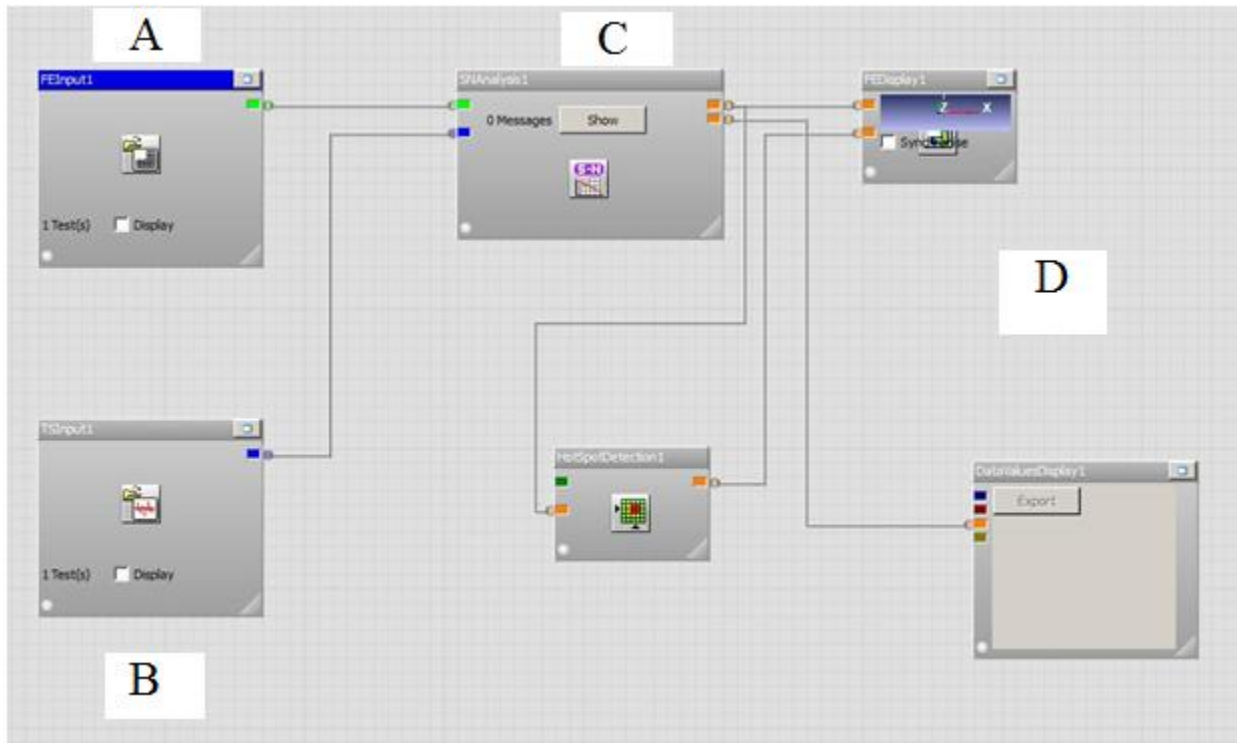 A
C
FEInput1
SNAnalysis1
FEDisplay1
0 Messages Show
Z X
S-N
1 Test(s) Display
D
TSInput1
HotSpotDetection1
DataValuesDisplay1
Export
1 Test(s) Display
B